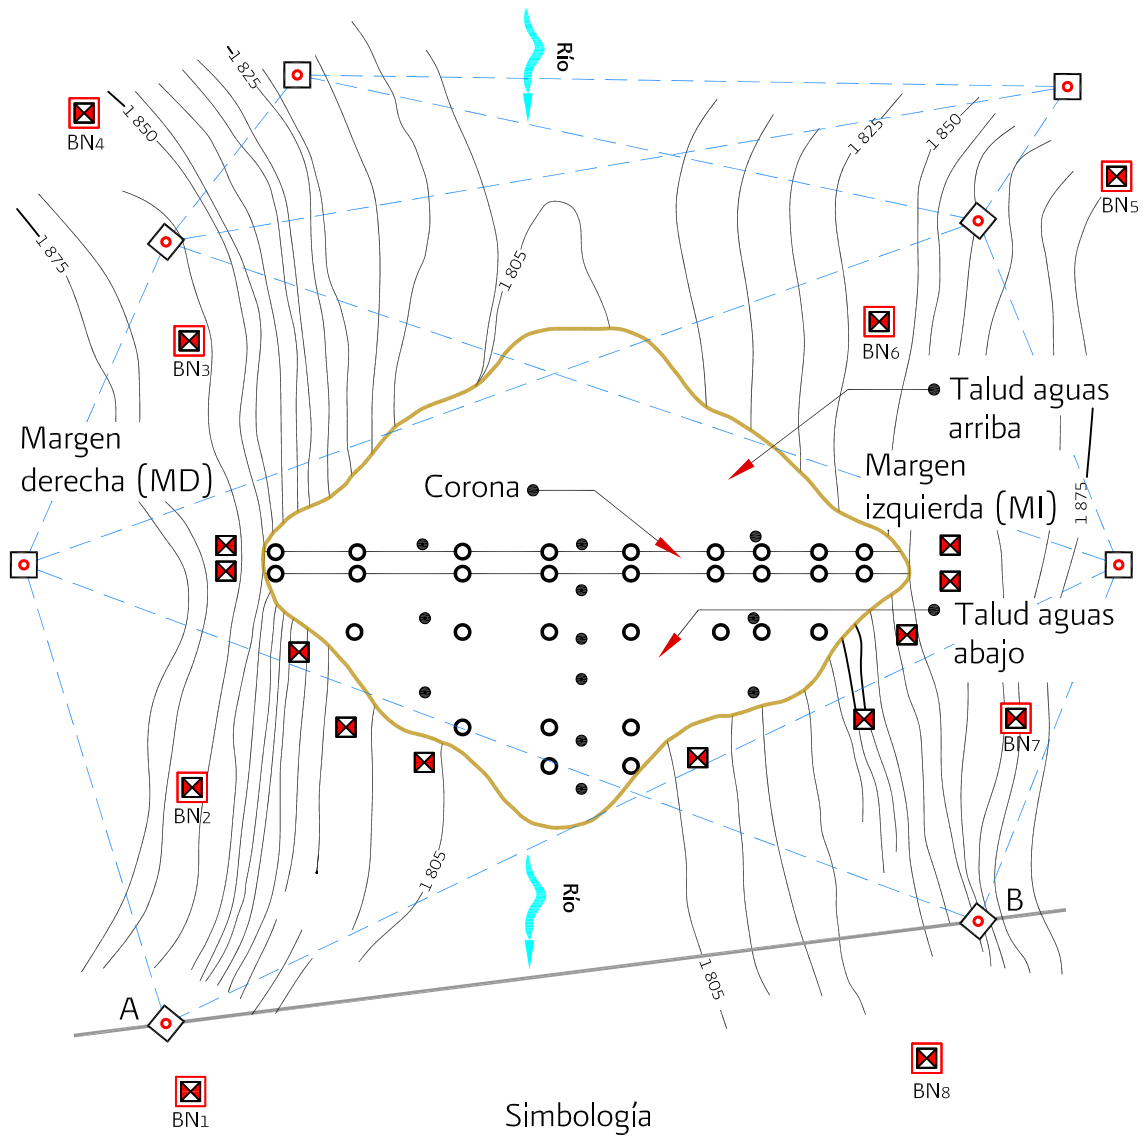 Río
1 825
1 850
BN4
1 825
1 850
BN5
1 875
1 805
BN3
BN6
Talud aguas
arriba
Margen
derecha (MD)
Corona
Margen
izquierda (MI)
1 875
Talud aguas
abajo
BN7
BN2
1 805
Río
B
1 805
A
BN1
BN8
Simbología